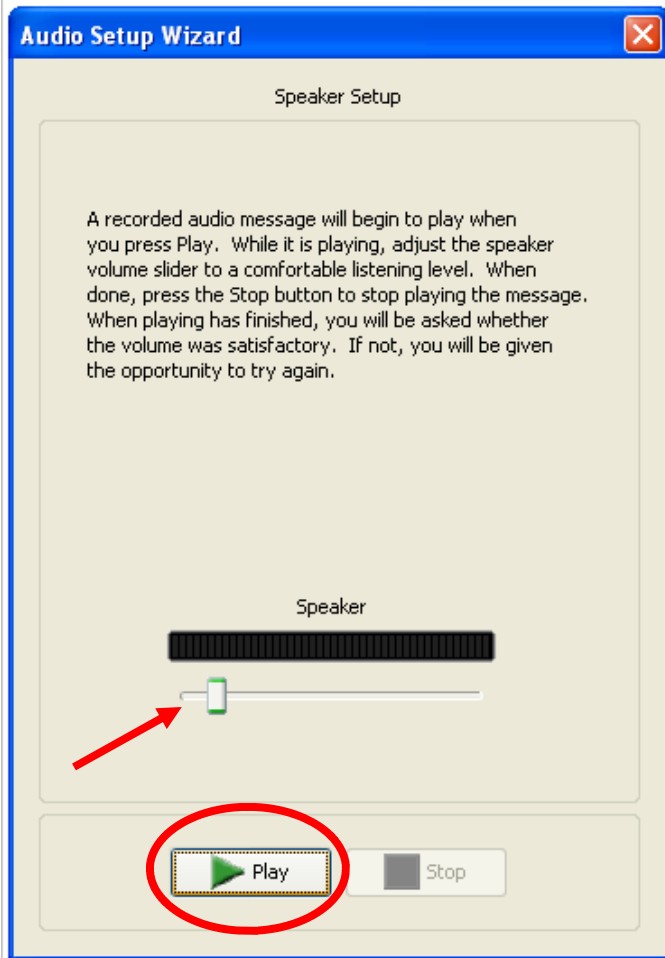 Audio Setup Wizard
Speaker Setup
A recorded audio message will begin to play when
you press Play. While it is playing, adjust the speaker
volume slider to a comfortable listening level. When
done, press the Stop button to stop playing the message.
When playing has finished, you will be asked whether
the volume was satisfactory. If not, you will be given
the opportunity to try again.
Speaker
Play Stop